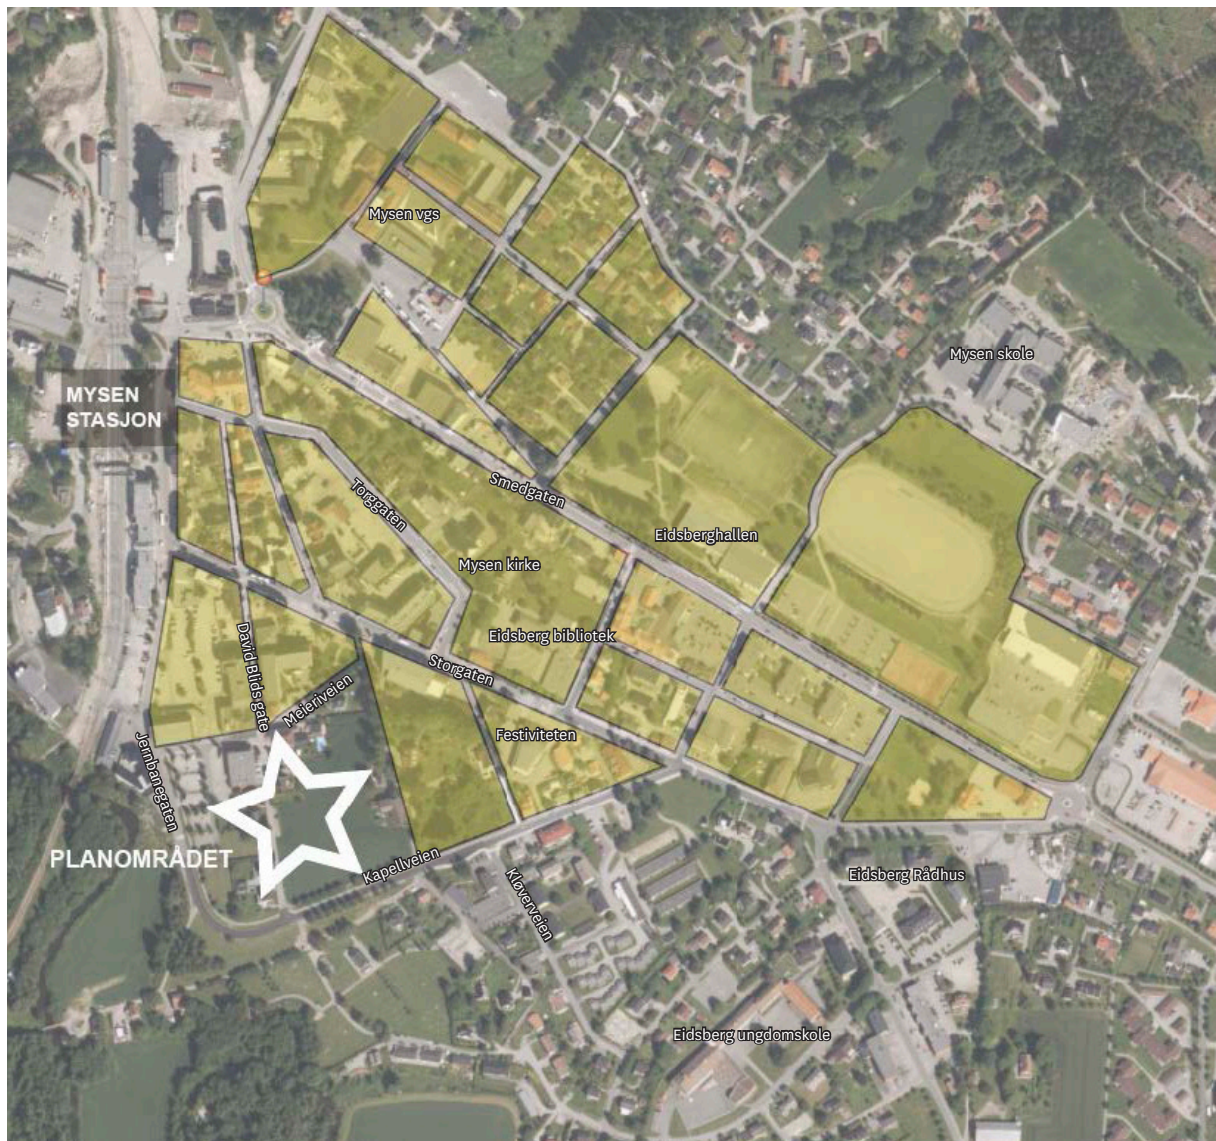 Mysen vgs
Mysen skole
MYSEN
STASJON
Smedgaten
Torggaten
Eidsberghallen
Mysen kirke
Eidsberg bibliotek
David Blids gate
Storgaten
Meieriveien
Festiviteten
Jernbanegaten
PLANOMRÅDET
Kapellveien
Kløverveien
Eidsberg Rådhus
Eidsberg ungdomskole